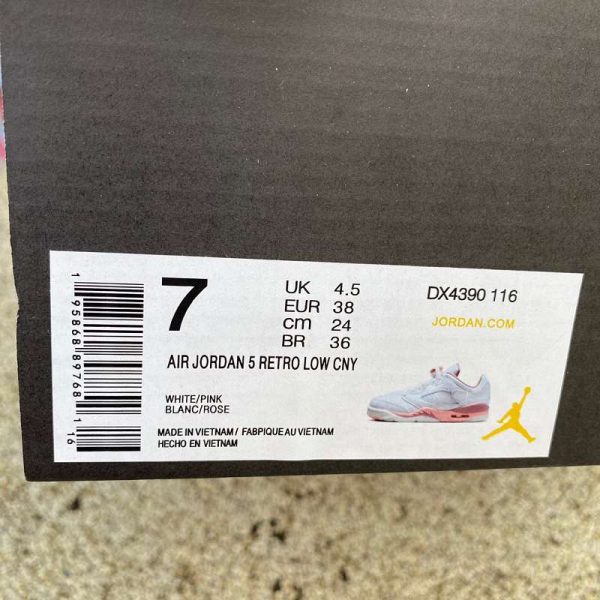 7
UK 4.5
EUR 38
cm 24
BR 36
DX4390 116
JORDAN.COM
AIR JORDAN 5 RETRO LOW CNY
WHITE/PINK
BLANC/ROSE
MADE IN VIETNAM / FABIQUE AU VIETNAM
HECHO EN VIETNAM
1 95868 89768 1
16